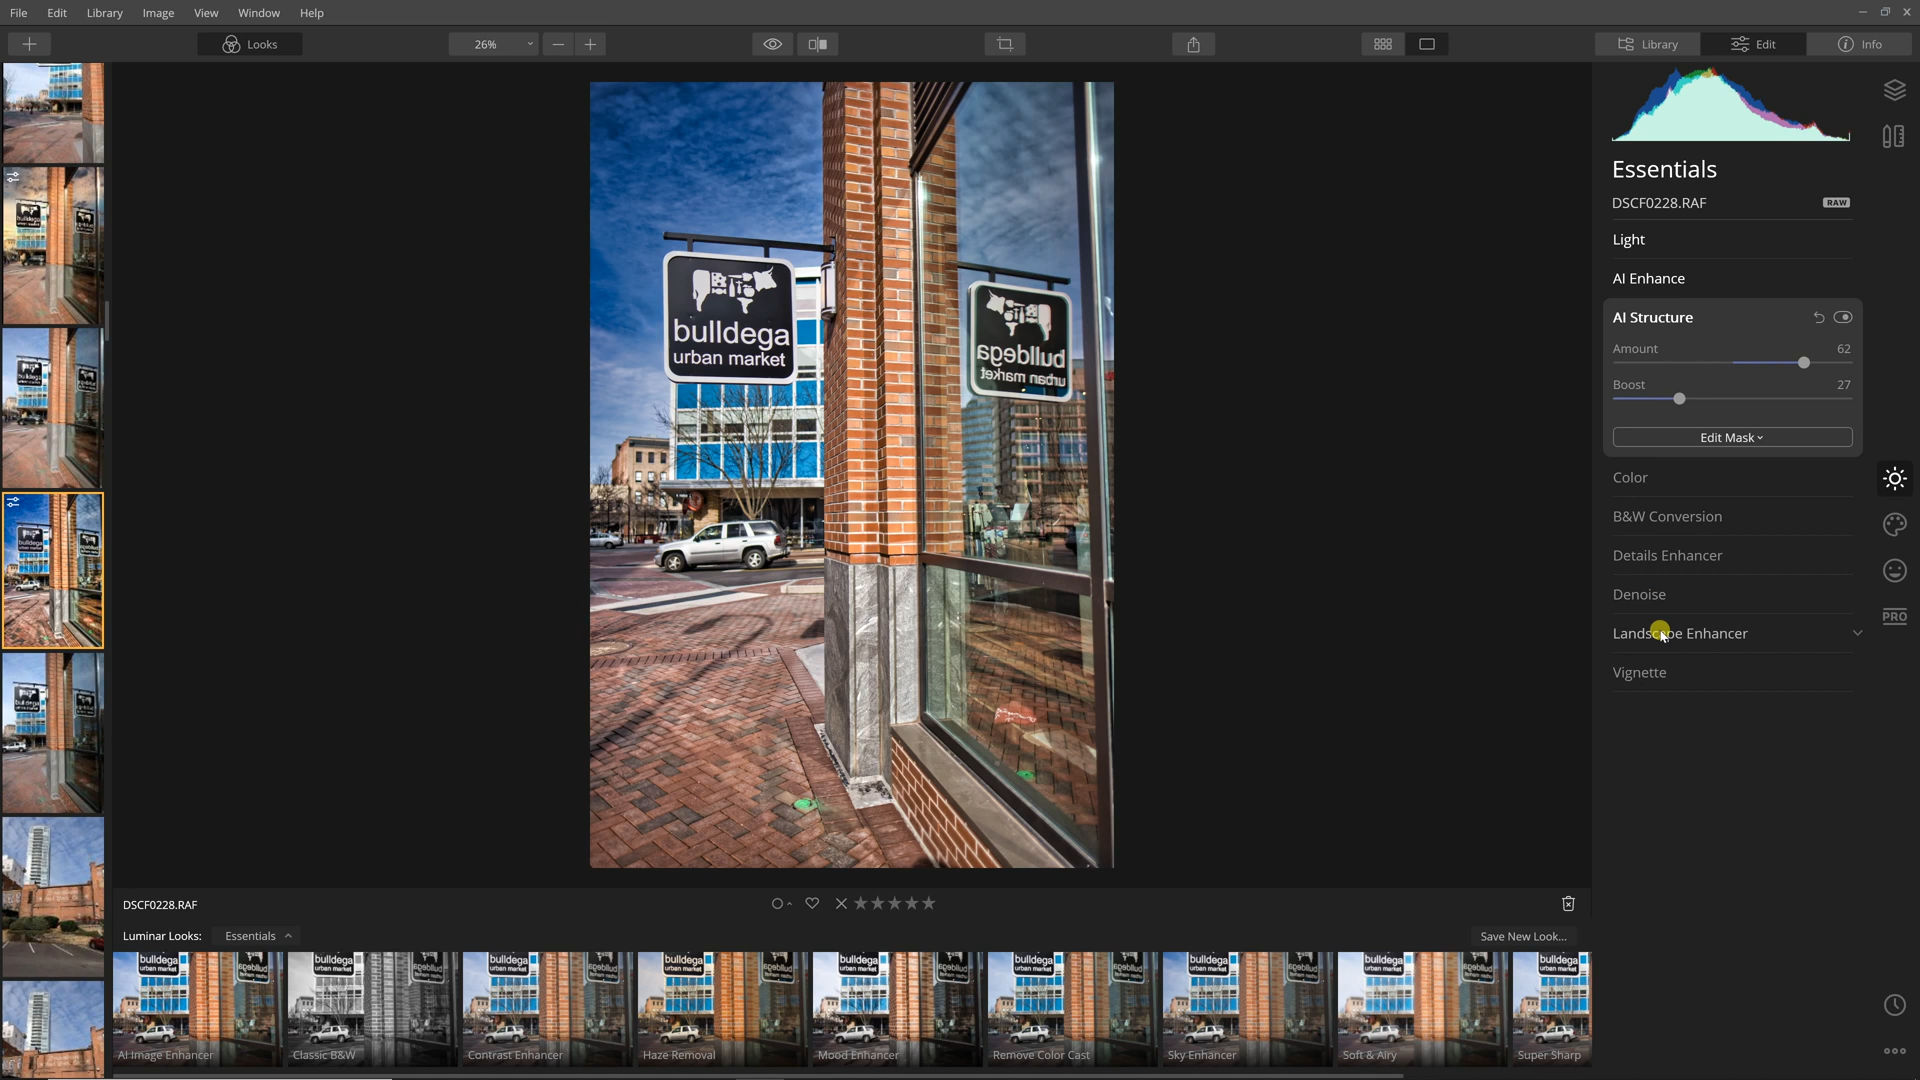 File Edit Library Image View Window Help
Looks 26% Library Edit Info
Essentials
DSCF0228.RAF RAW
Light
AI Enhance
AI Structure
Amount 62
Boost 27
Edit Mask
Color
B&W Conversion
Details Enhancer
Denoise
Landscape Enhancer
Vignette
PRO
bulldega
urban market
bulldega
urban market
DSCF0228.RAF
Luminar Looks: Essentials Save New Look...
AI Image Enhancer Classic B&W Contrast Enhancer Haze Removal Mood Enhancer Remove Color Cast Sky Enhancer Soft & Airy Super Sharp